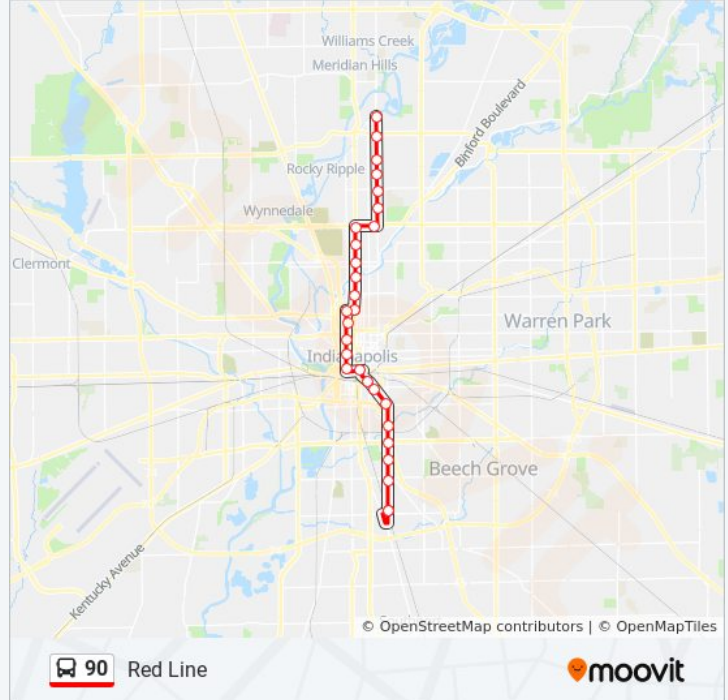 Williams Creek
Meridian Hills
Binford Boulevard
Rocky Ripple
Wynnedale
Clermont
Warren Park
Indianapolis
Beech Grove
Kentucky Avenue
© OpenStreetMap contributors | © OpenMapTiles
90 Red Line
moovit